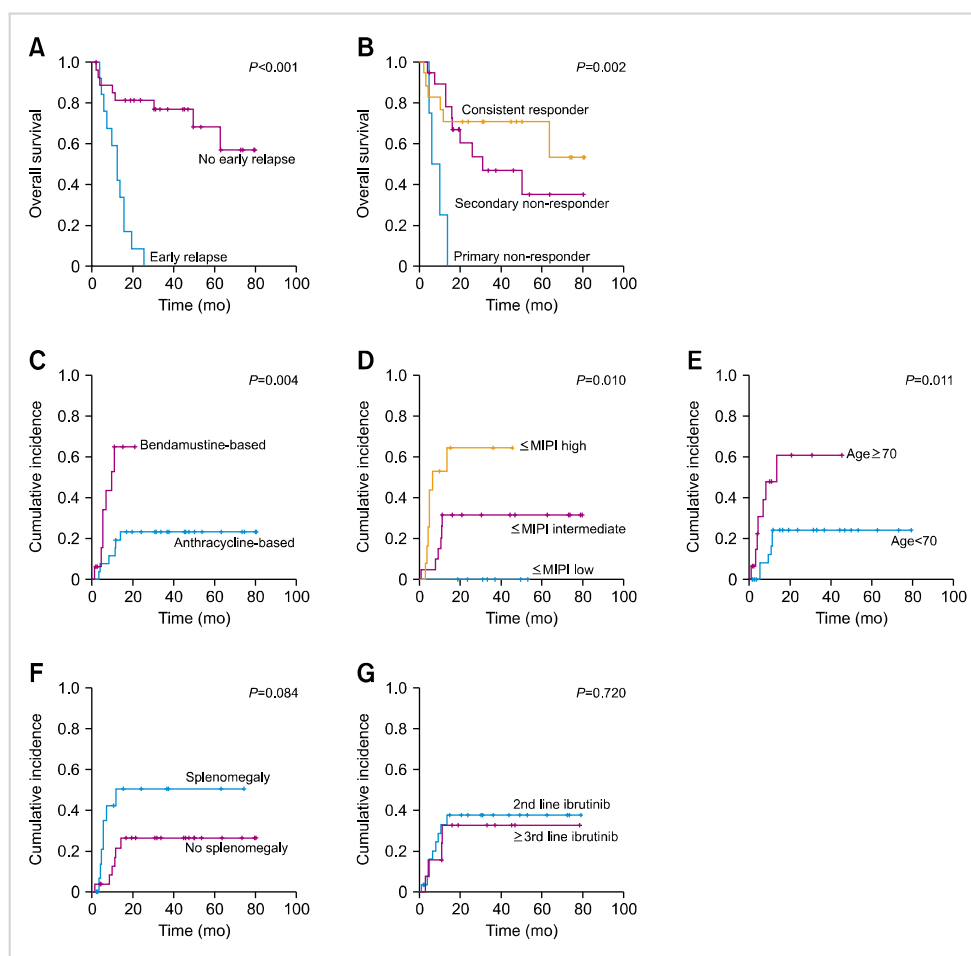 A
P<0.001
Overall survival
1.0
0.8
0.6
0.4
0.2
0
No early relapse
Early relapse
0 20 40 60 80 100
Time (mo)
B
P=0.002
Overall survival
1.0
0.8
0.6
0.4
0.2
0
Consistent responder
Secondary non-responder
Primary non-responder
0 20 40 60 80 100
Time (mo)
C
P=0.004
Cumulative incidence
1.0
0.8
0.6
0.4
0.2
0
Bendamustine-based
Anthracycline-based
0 20 40 60 80 100
Time (mo)
D
P=0.010
Cumulative incidence
1.0
0.8
0.6
0.4
0.2
0
≤MIPI high
≤MIPI intermediate
≤MIPI low
0 20 40 60 80 100
Time (mo)
E
P=0.011
Cumulative incidence
1.0
0.8
0.6
0.4
0.2
0
Age≥70
Age<70
0 20 40 60 80 100
Time (mo)
F
P=0.084
Cumulative incidence
1.0
0.8
0.6
0.4
0.2
0
Splenomegaly
No splenomegaly
0 20 40 60 80 100
Time (mo)
G
P=0.720
Cumulative incidence
1.0
0.8
0.6
0.4
0.2
0
2nd line ibrutinib
≥3rd line ibrutinib
0 20 40 60 80 100
Time (mo)